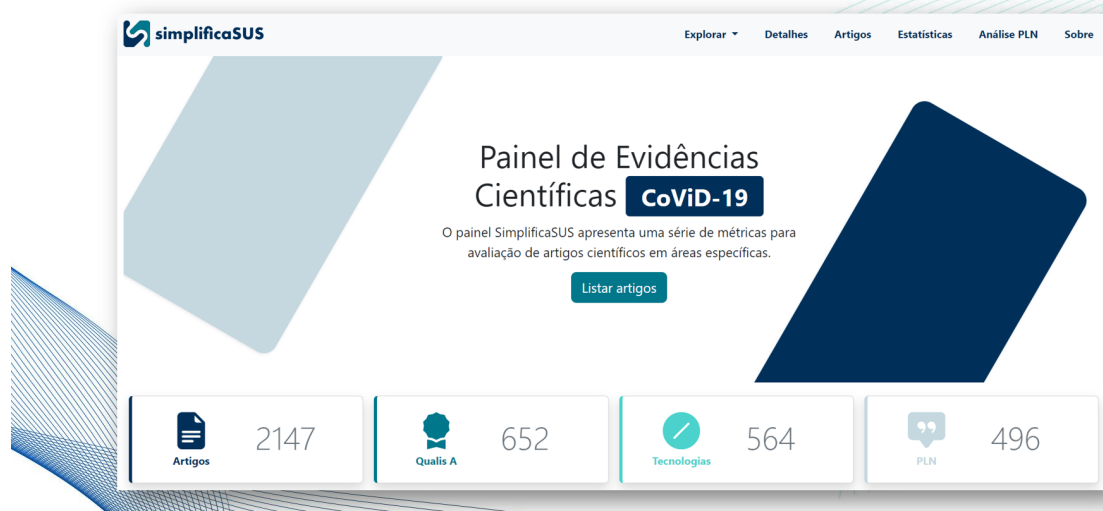 simplificaSUS
Explorar Detalhes Artigos Estatísticas Análise PLN Sobre
Painel de Evidências
Científicas CoViD-19
O painel SimplificaSUS apresenta uma série de métricas para
avaliação de artigos científicos em áreas específicas.
Listar artigos
Artigos
2147
Qualis A
652
Tecnologias
564
PLN
496